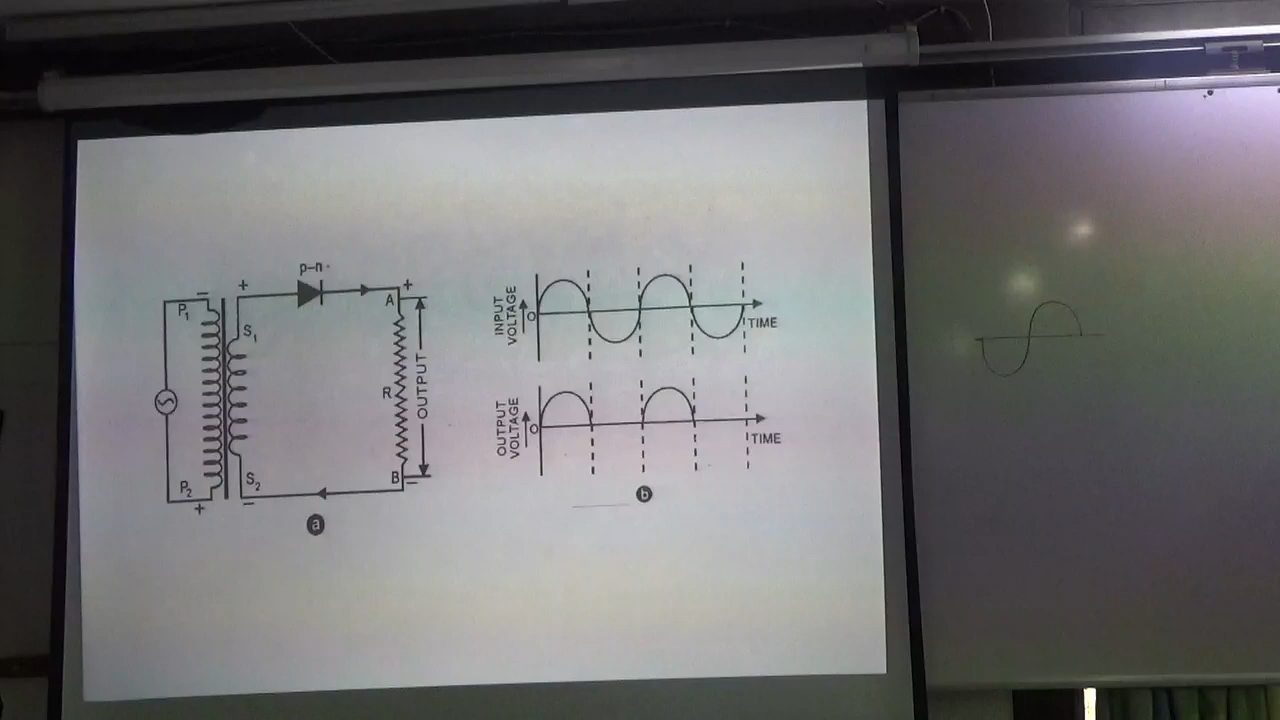 p-n
+
+
−
P₁
A
S₁
R
OUTPUT
P₂
S₂
B
−
+
−
a
INPUT
VOLTAGE
O
TIME
OUTPUT
VOLTAGE
O
TIME
b